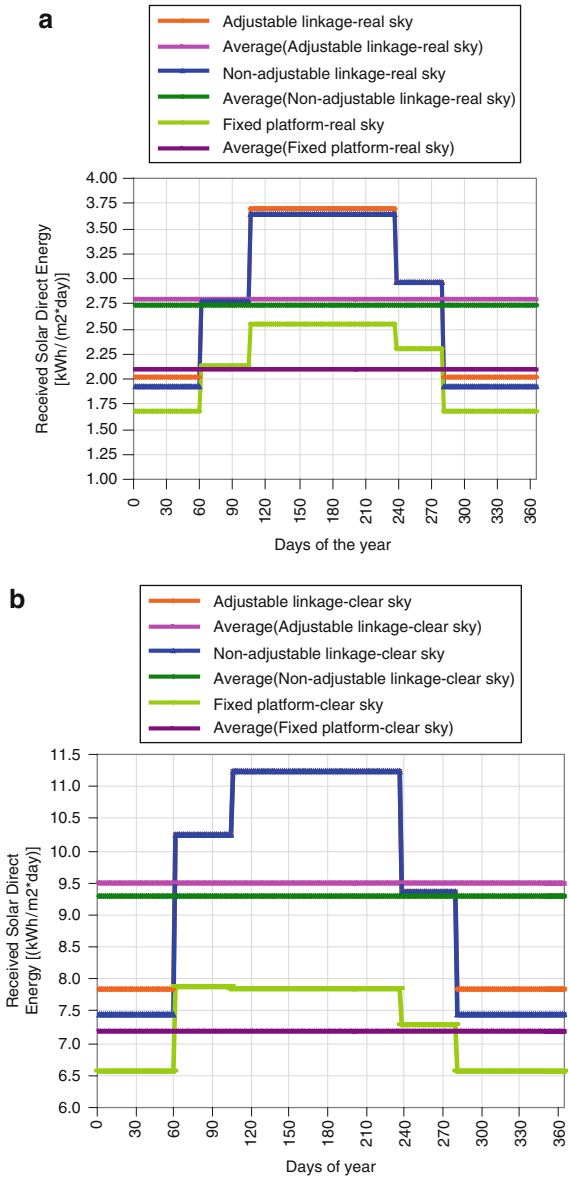 a
Adjustable linkage-real sky
Average(Adjustable linkage-real sky)
Non-adjustable linkage-real sky
Average(Non-adjustable linkage-real sky)
Fixed platform-real sky
Average(Fixed platform-real sky)
Received Solar Direct Energy
[kWh/(m2*day)]
4.00
3.75
3.50
3.25
3.00
2.75
2.50
2.25
2.00
1.75
1.50
1.25
1.00
0 30 60 90 120 150 180 210 240 270 300 330 360
Days of the year
b
Adjustable linkage-clear sky
Average(Adjustable linkage-clear sky)
Non-adjustable linkage-clear sky
Average(Non-adjustable linkage-clear sky)
Fixed platform-clear sky
Average(Fixed platform-clear sky)
Received Solar Direct
Energy [(kWh/m2*day)]
11.5
11.0
10.5
10.0
9.5
9.0
8.5
8.0
7.5
7.0
6.5
6.0
0 30 60 90 120 150 180 210 240 270 300 330 360
Days of year